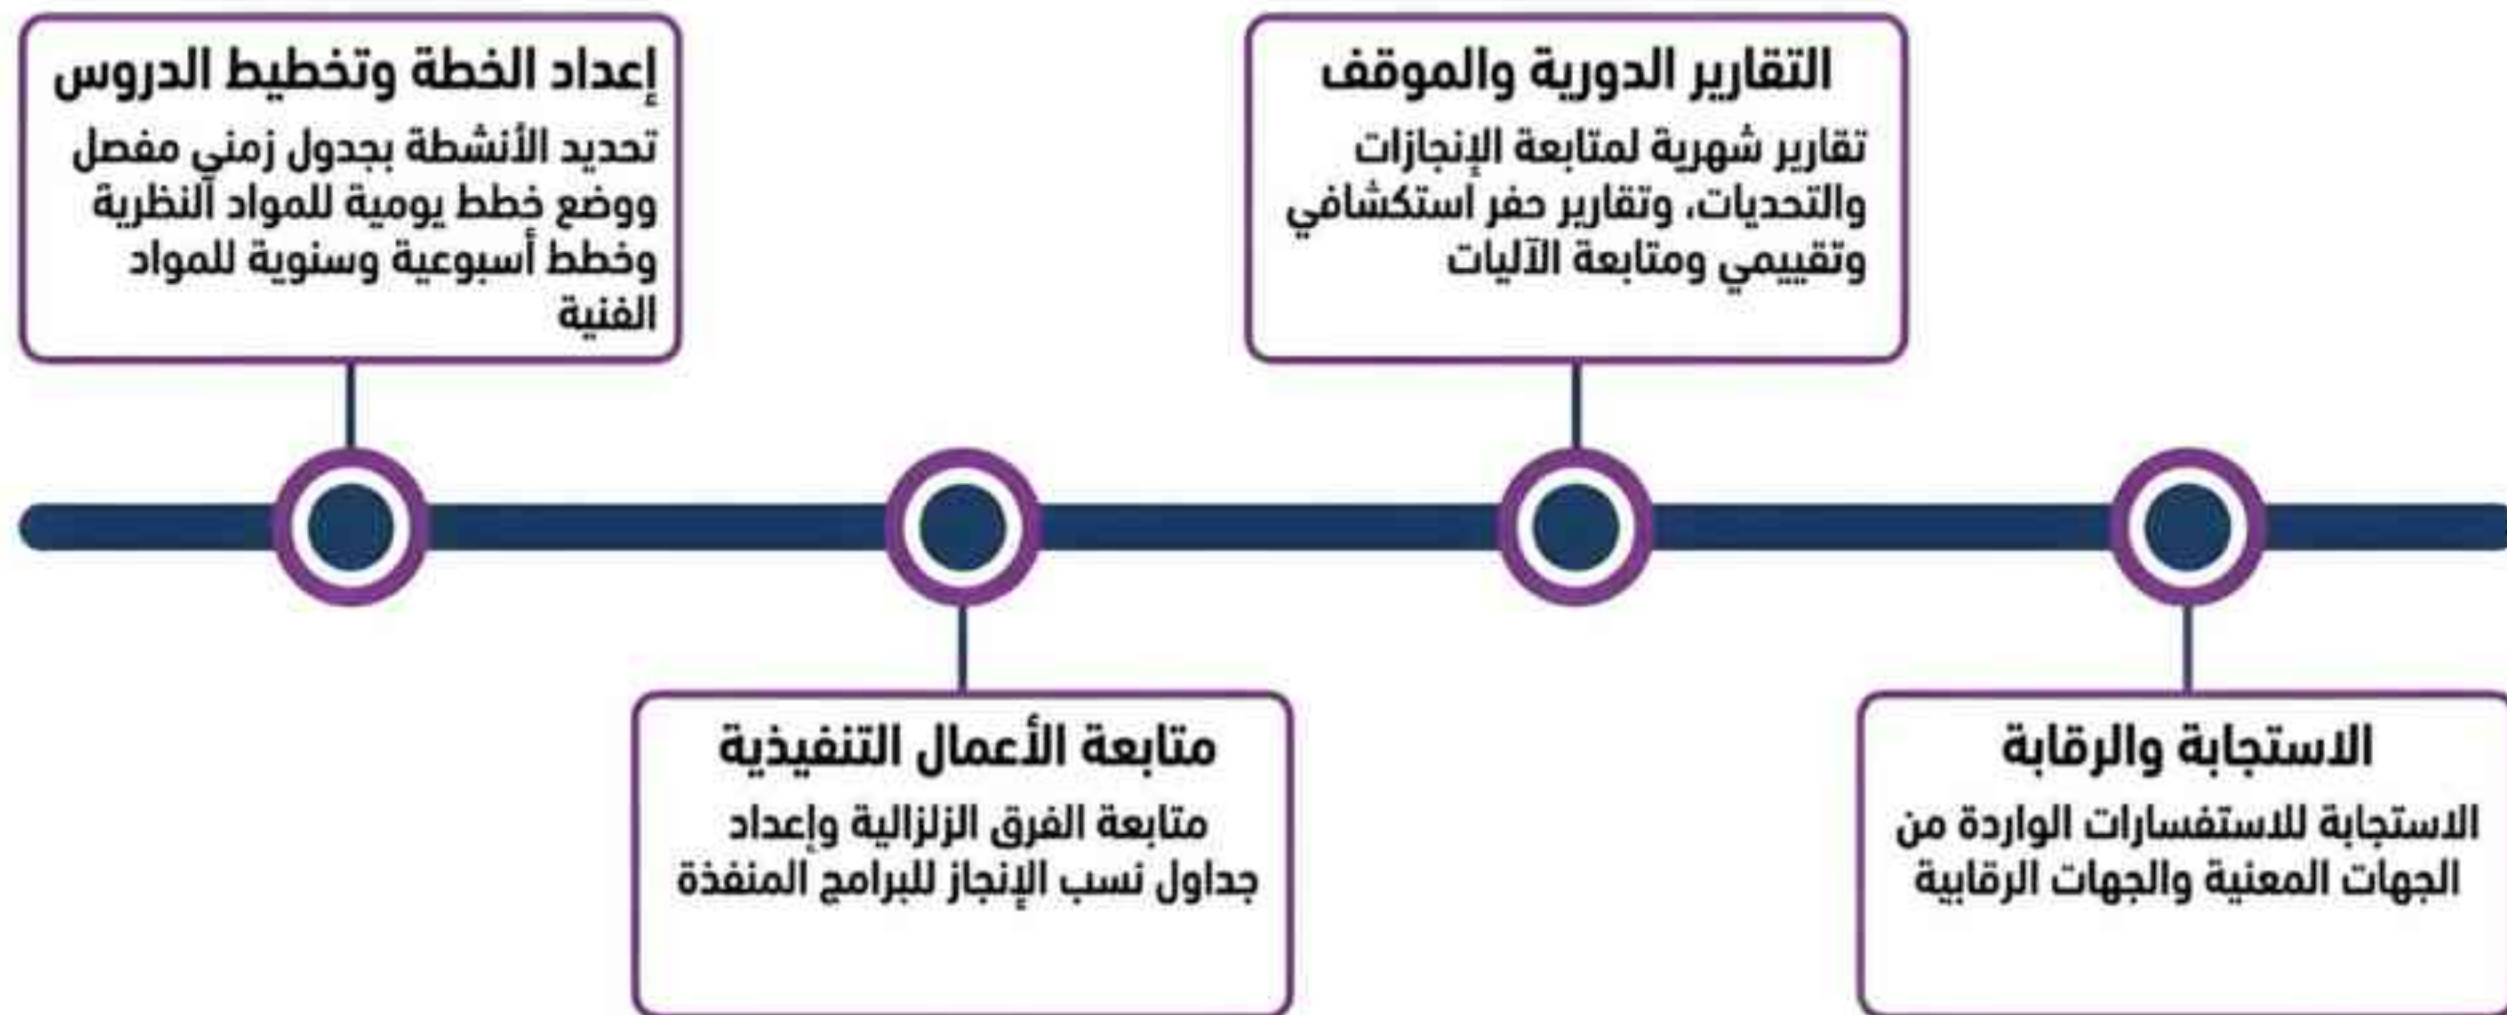 إعداد الخطة وتخطيط الدروس
تحديد الأنشطة بجدول زمني مفصل
ووضع خطط يومية للمواد النظرية
وخطط أسبوعية وسنوية للمواد
الفنية
متابعة الأعمال التنفيذية
متابعة الفرق الزلزالية وإعداد
جداول نسب الإنجاز للبرامج المنفذة
التقارير الدورية والموقف
تقارير شهرية لمتابعة الإنجازات
والتحديات، وتقارير حفر استكشافي
وتقييمي ومتابعة الآليات
الاستجابة والرقابة
الاستجابة للاستفسارات الواردة من
الجهات المعنية والجهات الرقابية